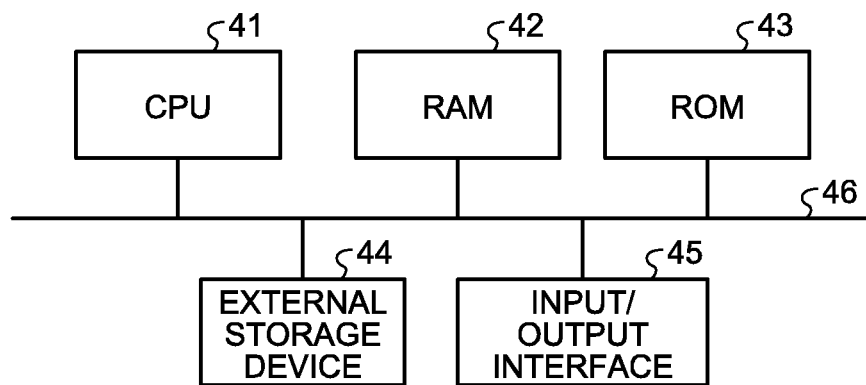 41
42
43
CPU
RAM
ROM
46
44
45
EXTERNAL
STORAGE
DEVICE
INPUT/
OUTPUT
INTERFACE